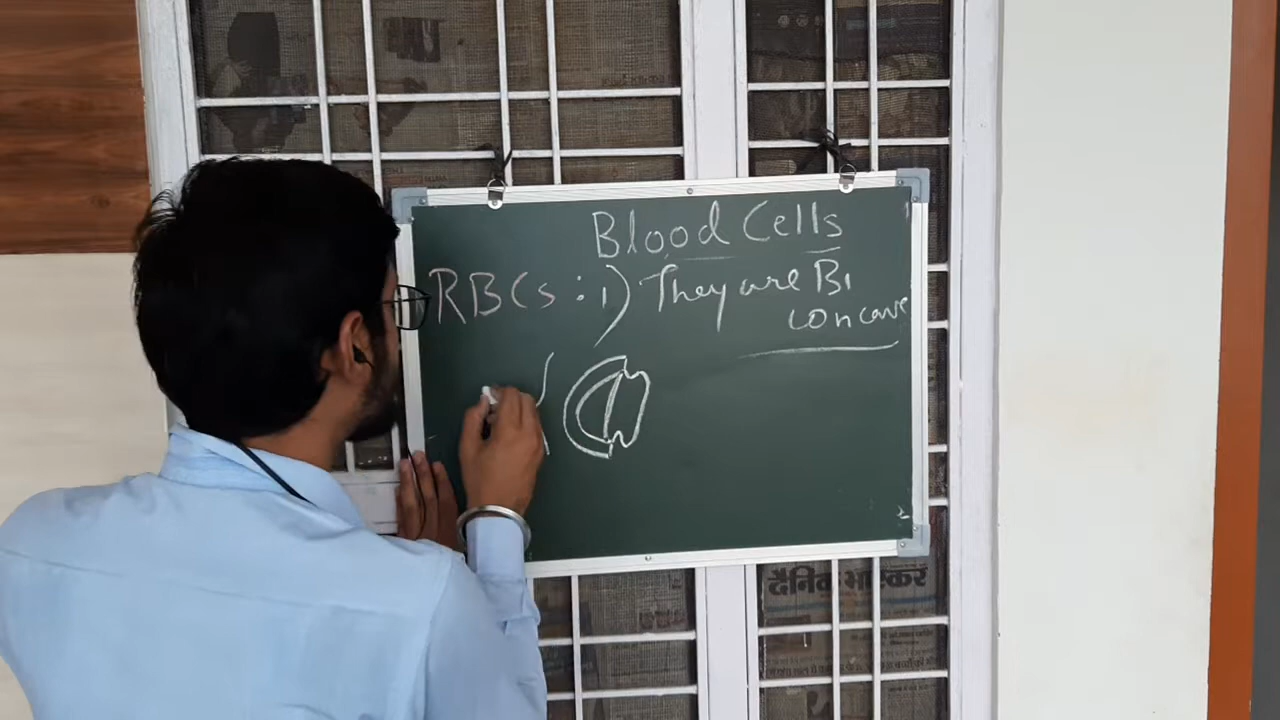 Blood Cells
RBCs : 1) They are Bi
concave
दैनिक भास्कर